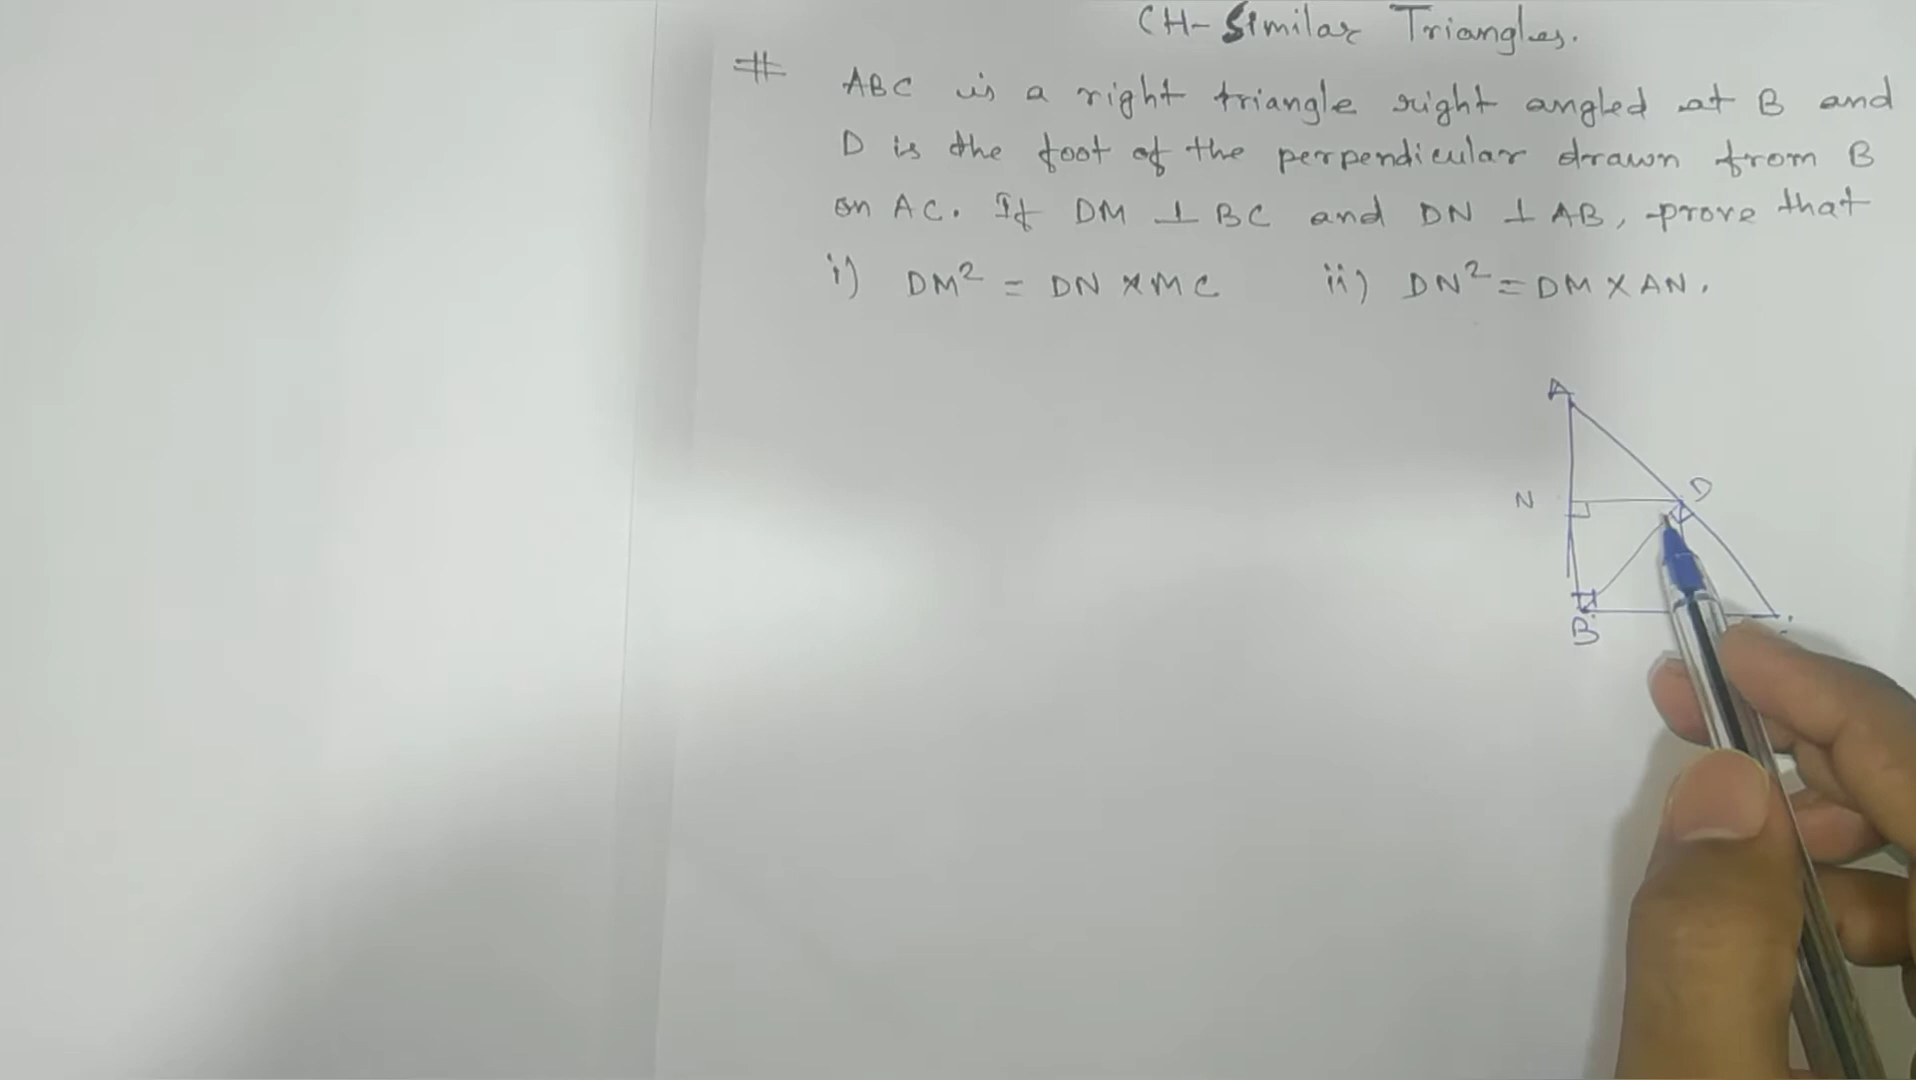 CH- Similar Triangles.
# ABC is a right triangle right angled at B and
D is the foot of the perpendicular drawn from B
on AC. If DM ⊥ BC and DN ⊥ AB, prove that
i) DM² = DN × MC ii) DN² = DM × AN.
A
N D
B